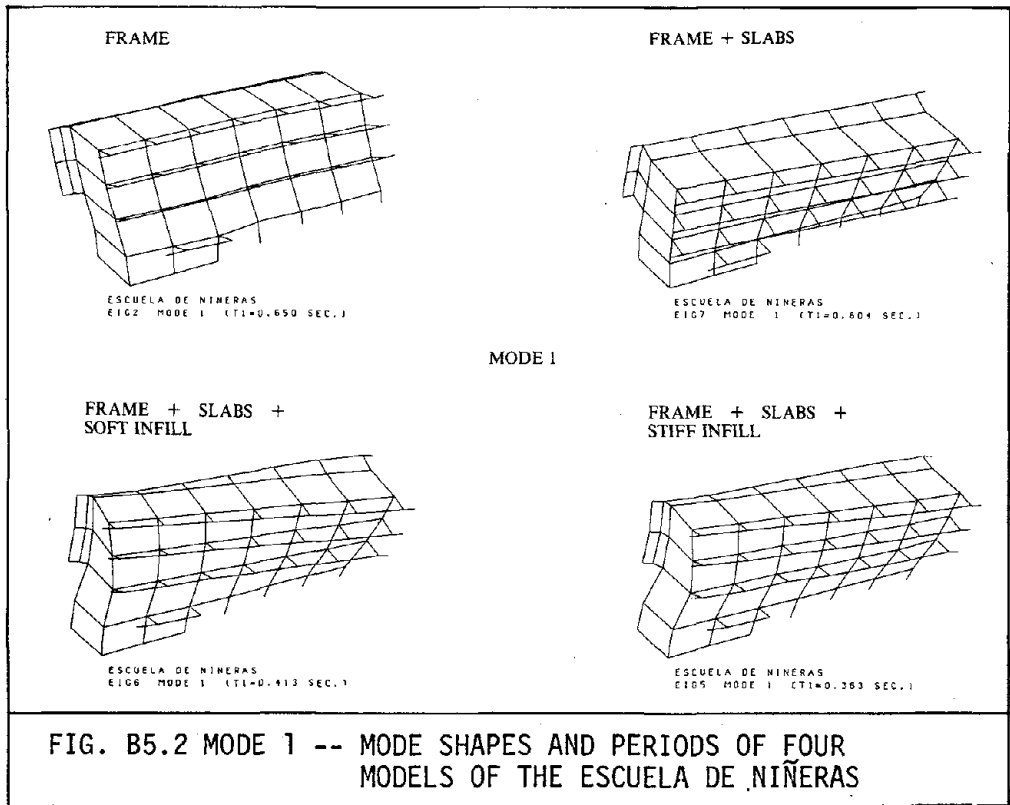 FRAME
FRAME + SLABS
ESCUELA DE NINERAS
EIG2 MODE 1 (T1=0.650 SEC.)
ESCUELA DE NINERAS
EIG7 MODE 1 (T1=0.604 SEC.)
MODE 1
FRAME + SLABS +
SOFT INFILL
FRAME + SLABS +
STIFF INFILL
ESCUELA DE NINERAS
EIG6 MODE 1 (T1=0.413 SEC.)
ESCUELA DE NINERAS
EIG5 MODE 1 (T1=0.363 SEC.)
FIG. B5.2 MODE 1 -- MODE SHAPES AND PERIODS OF FOUR
MODELS OF THE ESCUELA DE NIÑERAS